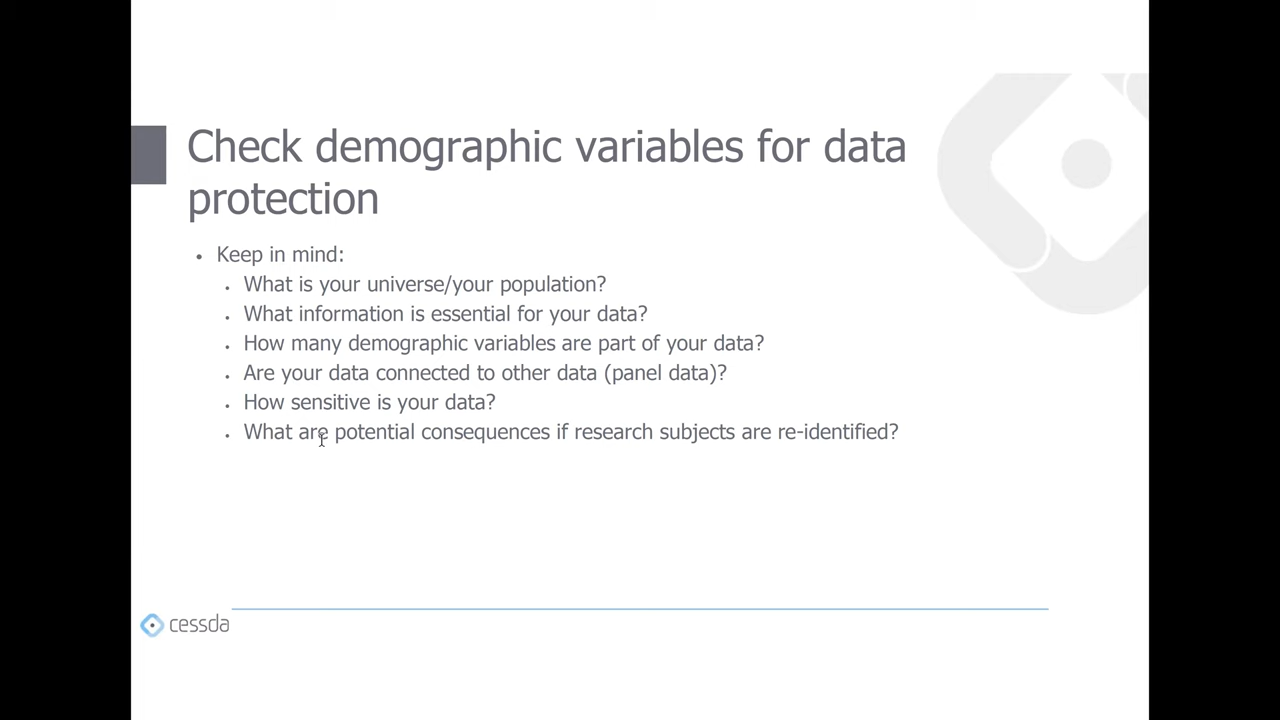 Check demographic variables for data
protection
• Keep in mind:
• What is your universe/your population?
• What information is essential for your data?
• How many demographic variables are part of your data?
• Are your data connected to other data (panel data)?
• How sensitive is your data?
• What are potential consequences if research subjects are re-identified?
cessda